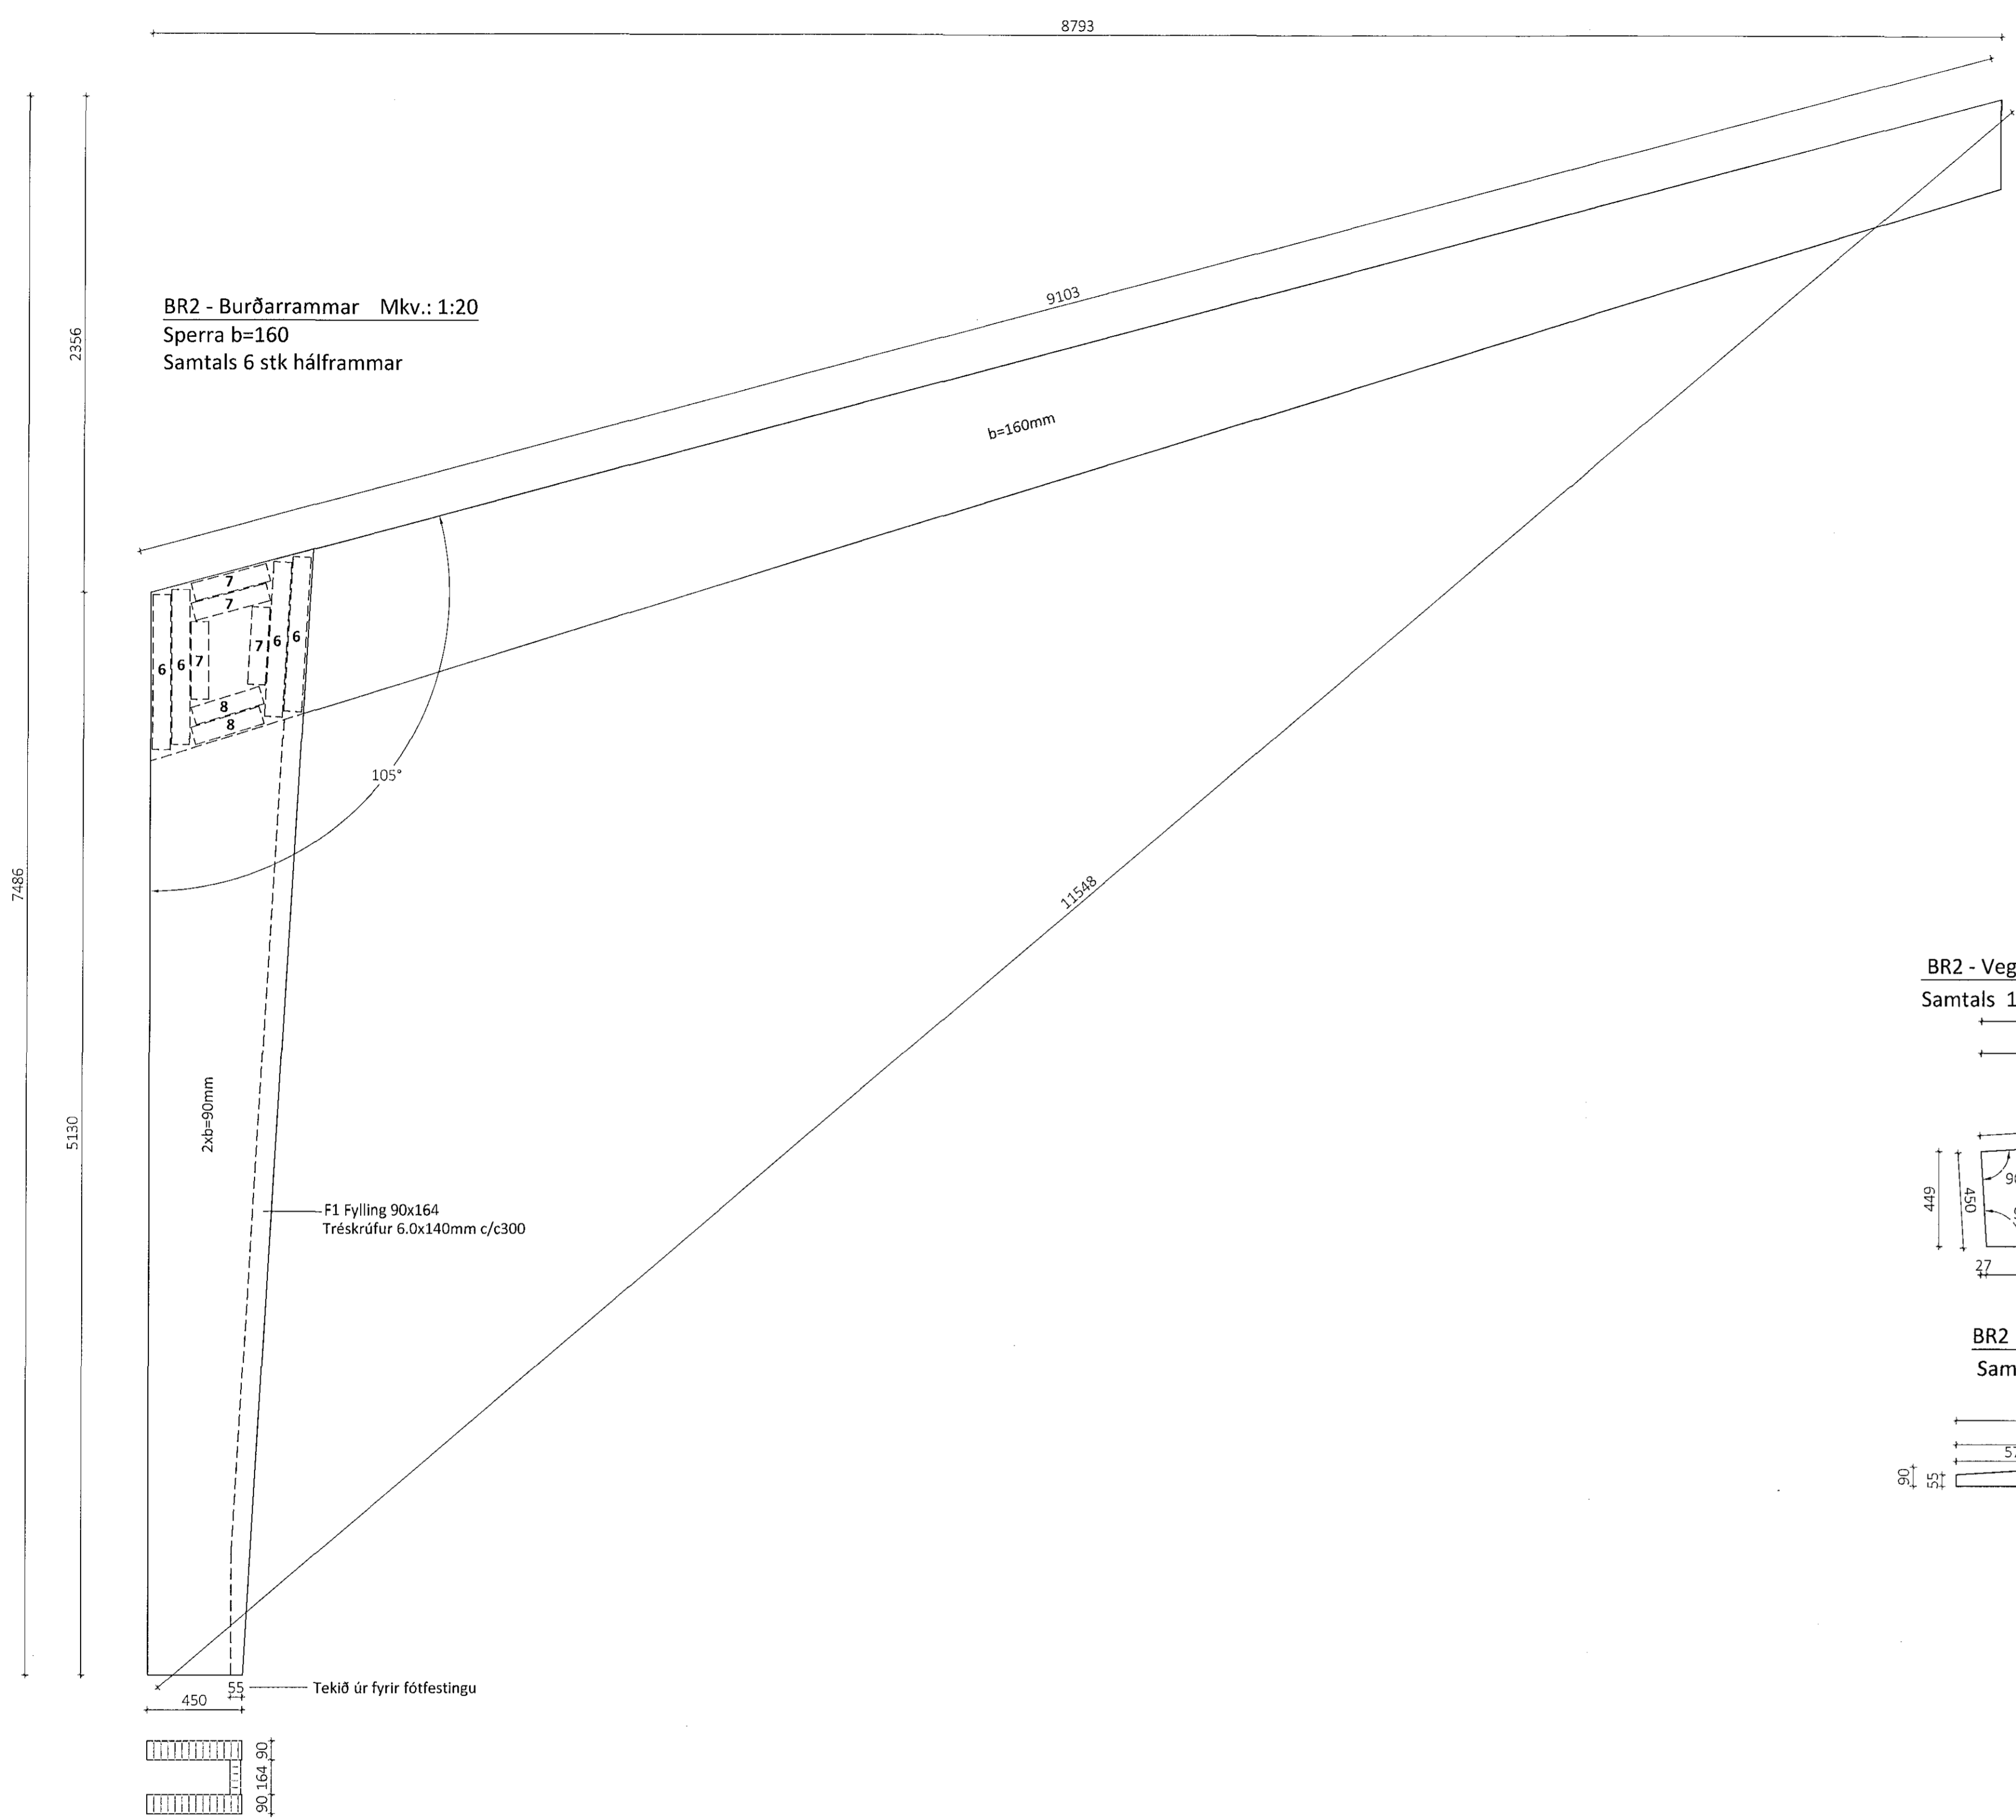 8793
9103
BR2 - Burðarrammar Mkv.: 1:20
Sperra b=160
Samtals 6 stk hálframmar
2356
b=160mm
7
7
6
6
7
7
6
6
8
8
105°
7486
5130
11548
2xb=90mm
F1 Fylling 90x164
Tréskrúfur 6.0x140mm c/c300
55
Tekið úr fyrir fótfestingu
450
90
164
90
BR2 - Veg
Samtals 1
449
450
27
BR2
Sam
90
55